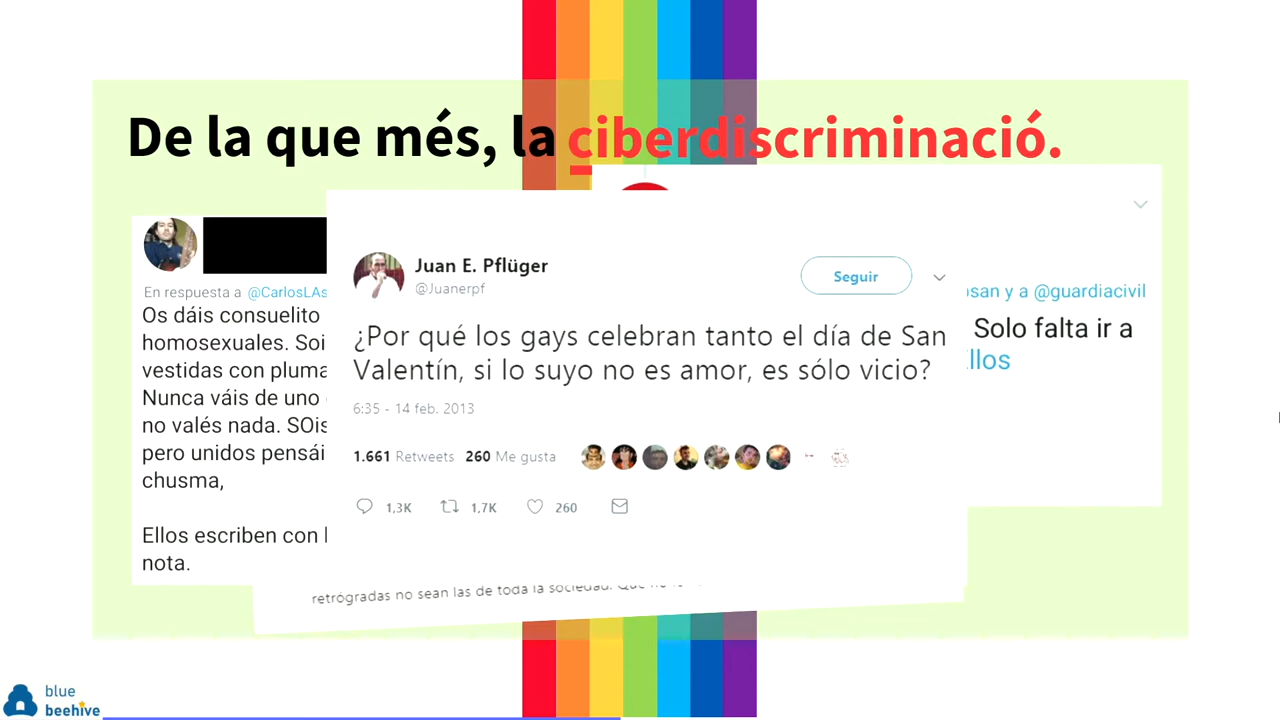 De la que més, la ciberdiscriminació.
En respuesta a @CarlosLAs
Os dáis consuelito
homosexuales. Soi
vestidas con pluma
Nunca váis de uno
no valés nada. SOis
pero unidos pensái
chusma,
Ellos escriben con
nota.
Juan E. Pflüger
@Juanerpf
Seguir
¿Por qué los gays celebran tanto el día de San
Valentín, si lo suyo no es amor, es sólo vicio?
6:35 - 14 feb. 2013
1.661 Retweets 260 Me gusta
1,3K 1,7K 260
osan y a @guardiacivil
Solo falta ir a
llos
retrógradas no sean las de toda la sociedad. Que no
blue
beehive